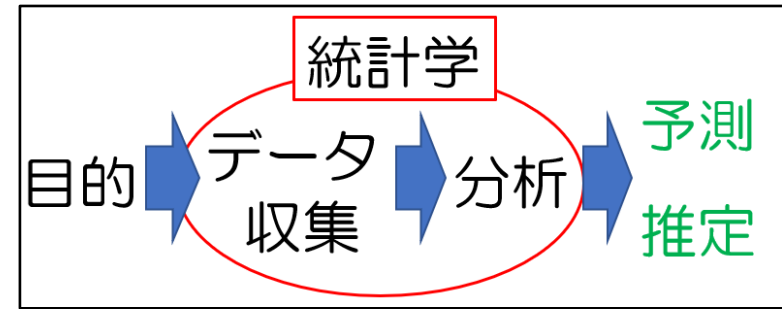 統計学
目的
データ
収集
分析
予測
推定